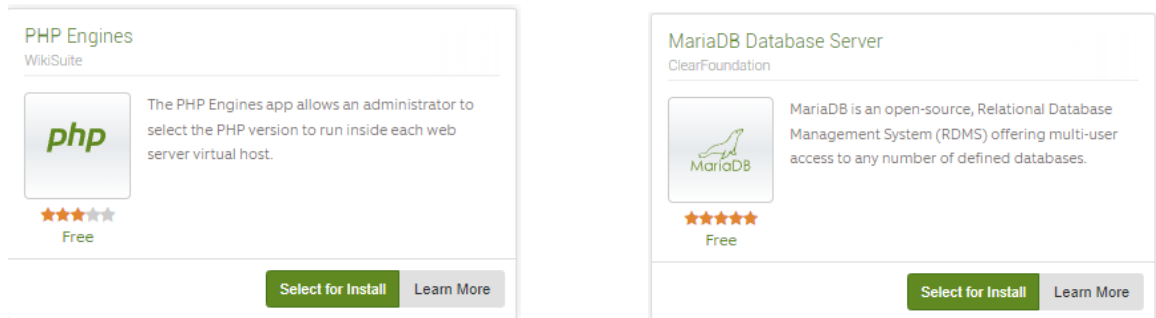 PHP Engines
WikiSuite
php
The PHP Engines app allows an administrator to
select the PHP version to run inside each web
server virtual host.
Free
Select for Install
Learn More
MariaDB Database Server
ClearFoundation
MariaDB
MariaDB is an open-source, Relational Database
Management System (RDMS) offering multi-user
access to any number of defined databases.
Free
Select for Install
Learn More